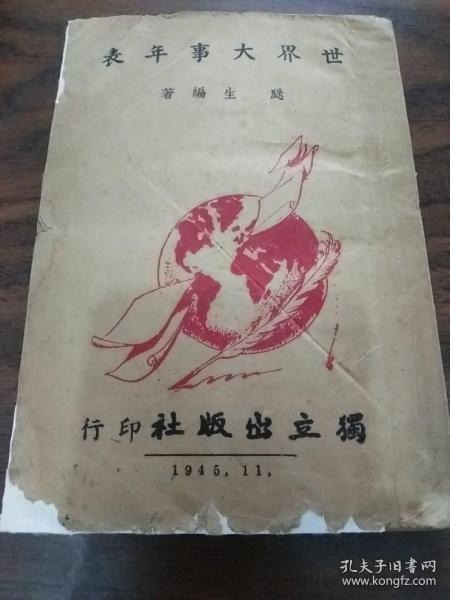 世界大事年表
生編著
獨立出版社印行
1945.11.
孔夫子旧书网
www.kongfz.com